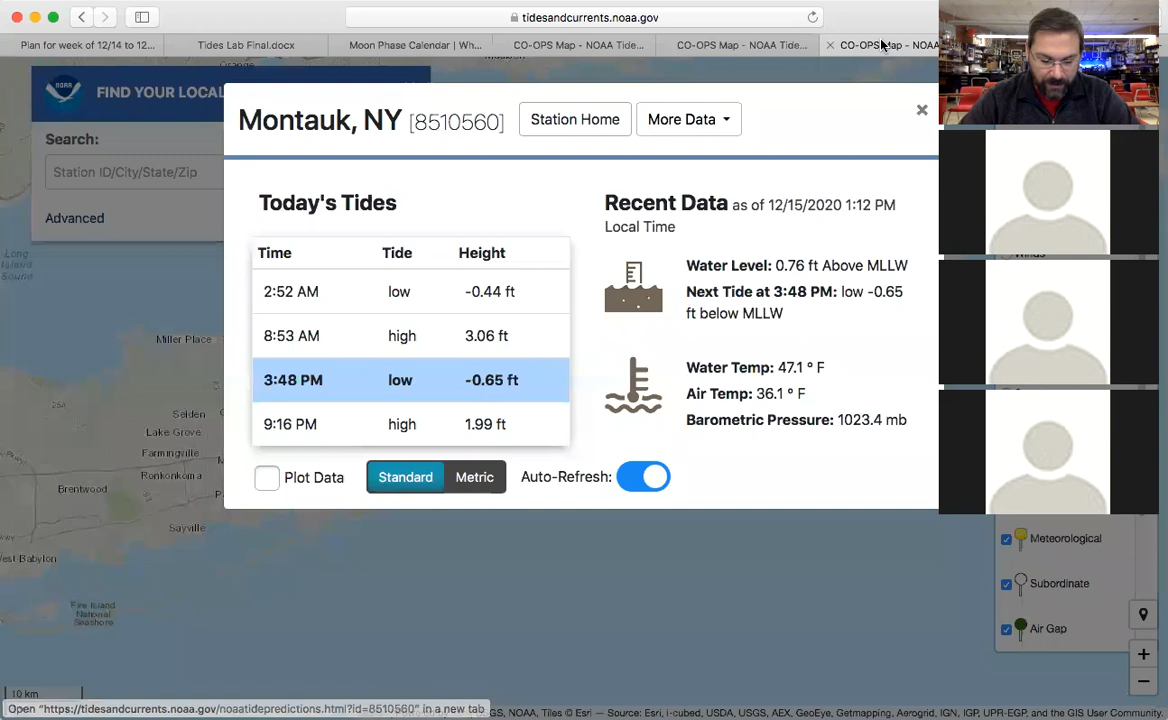 tidesandcurrents.noaa.gov
Plan for week of 12/14 to 12...
Tides Lab Final.docx
Moon Phase Calendar | Wh...
CO-OPS Map - NOAA Tide...
CO-OPS Map - NOAA Tide...
CO-OPS Map - NOAA
Orange
NOAA
FIND YOUR LOCAL
Search:
Station ID/City/State/Zip
Advanced
Montauk, NY [8510560]
Station Home
More Data
Today's Tides
Time Tide Height
2:52 AM low -0.44 ft
8:53 AM high 3.06 ft
3:48 PM low -0.65 ft
9:16 PM high 1.99 ft
Plot Data
Standard
Metric
Auto-Refresh:
Recent Data as of 12/15/2020 1:12 PM
Local Time
Water Level: 0.76 ft Above MLLW
Next Tide at 3:48 PM: low -0.65
ft below MLLW
Water Temp: 47.1 ° F
Air Temp: 36.1 ° F
Barometric Pressure: 1023.4 mb
Long
Island
Sound
Miller Place
25A
Selden
Lake Grove
Farmingville
Ronkonkoma
Brentwood
Sayville
West Babylon
Fire Island
National
Seashore
Winds
Meteorological
Subordinate
Air Gap
+
−
10 km
Open "https://tidesandcurrents.noaa.gov/noaatidepredictions.html?id=8510560" in a new tab
GS, NOAA, Tiles © Esri — Source: Esri, i-cubed, USDA, USGS, AEX, GeoEye, Getmapping, Aerogrid, IGN, IGP, UPR-EGP, and the GIS User Community